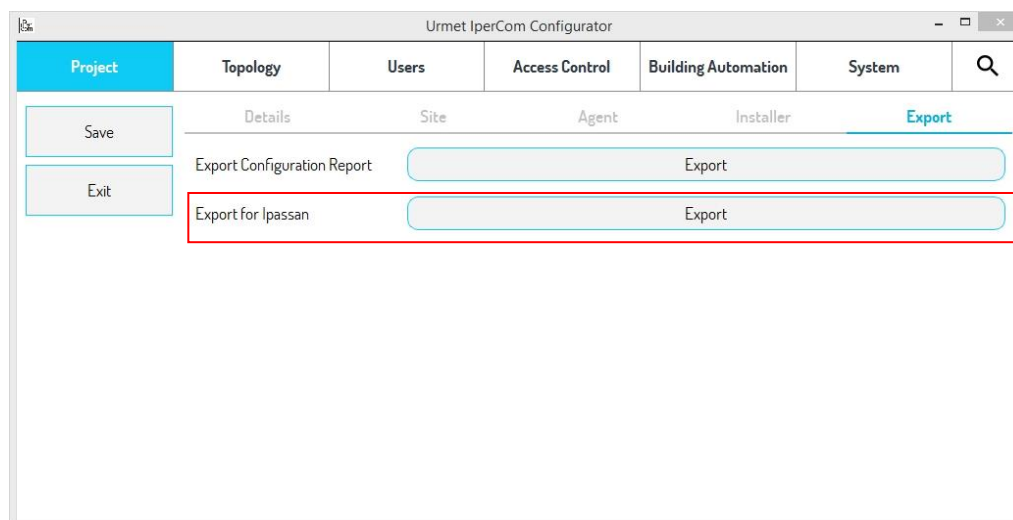 Urmet IperCom Configurator
Project Topology Users Access Control Building Automation System
Save
Exit
Details Site Agent Installer Export
Export Configuration Report Export
Export for Ipassan Export